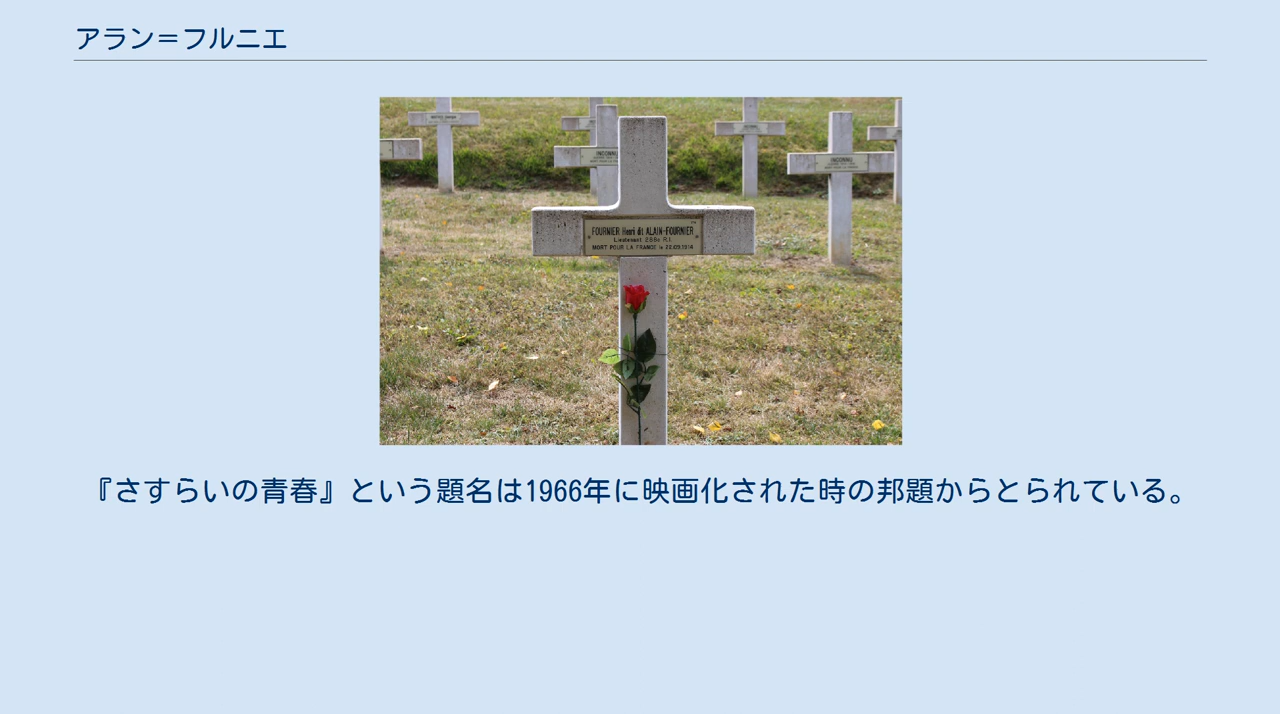 アラン＝フルニエ
INCONNU
FOURNIER Henri dit ALAIN-FOURNIER
Lieutenant 288e R.I.
MORT POUR LA FRANCE le 22.09.1914
『さすらいの青春』という題名は1966年に映画化された時の邦題からとられている。